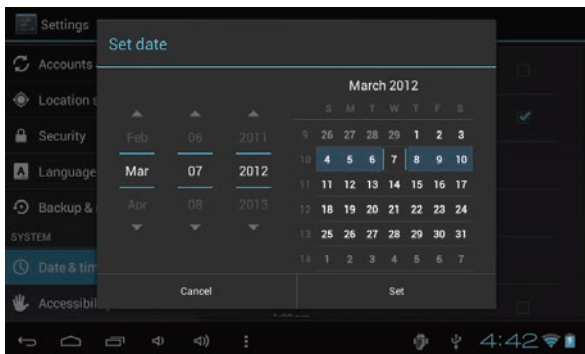 Settings
Set date
Accounts
Location s
Security
Language
Backup &
SYSTEM
Date & tim
Accessibil
Feb 06 2011
Mar 07 2012
Apr 08 2013
March 2012
S M T W T F S
9 26 27 28 29 1 2 3
10 4 5 6 7 8 9 10
11 11 12 13 14 15 16 17
12 18 19 20 21 22 23 24
13 25 26 27 28 29 30 31
14 1 2 3 4 5 6 7
Cancel Set
4:42